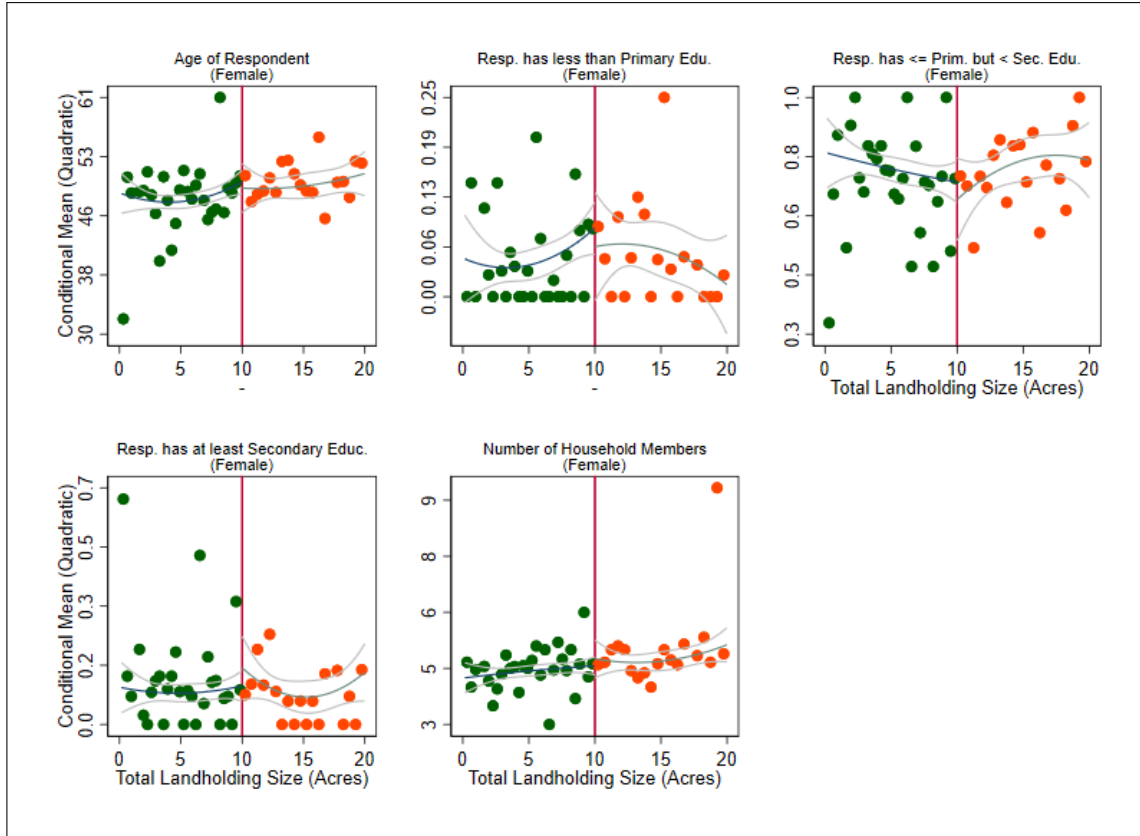 Age of Respondent
(Female)
Conditional Mean (Quadratic)
61
53
46
38
30
0 5 10 15 20
-
Resp. has less than Primary Edu.
(Female)
0.25
0.19
0.13
0.06
0.00
0 5 10 15 20
-
Resp. has <= Prim. but < Sec. Edu.
(Female)
1.0
0.8
0.6
0.5
0.3
0 5 10 15 20
Total Landholding Size (Acres)
Resp. has at least Secondary Educ.
(Female)
Conditional Mean (Quadratic)
0.7
0.5
0.3
0.2
0.0
0 5 10 15 20
Total Landholding Size (Acres)
Number of Household Members
(Female)
9
8
6
5
3
0 5 10 15 20
Total Landholding Size (Acres)